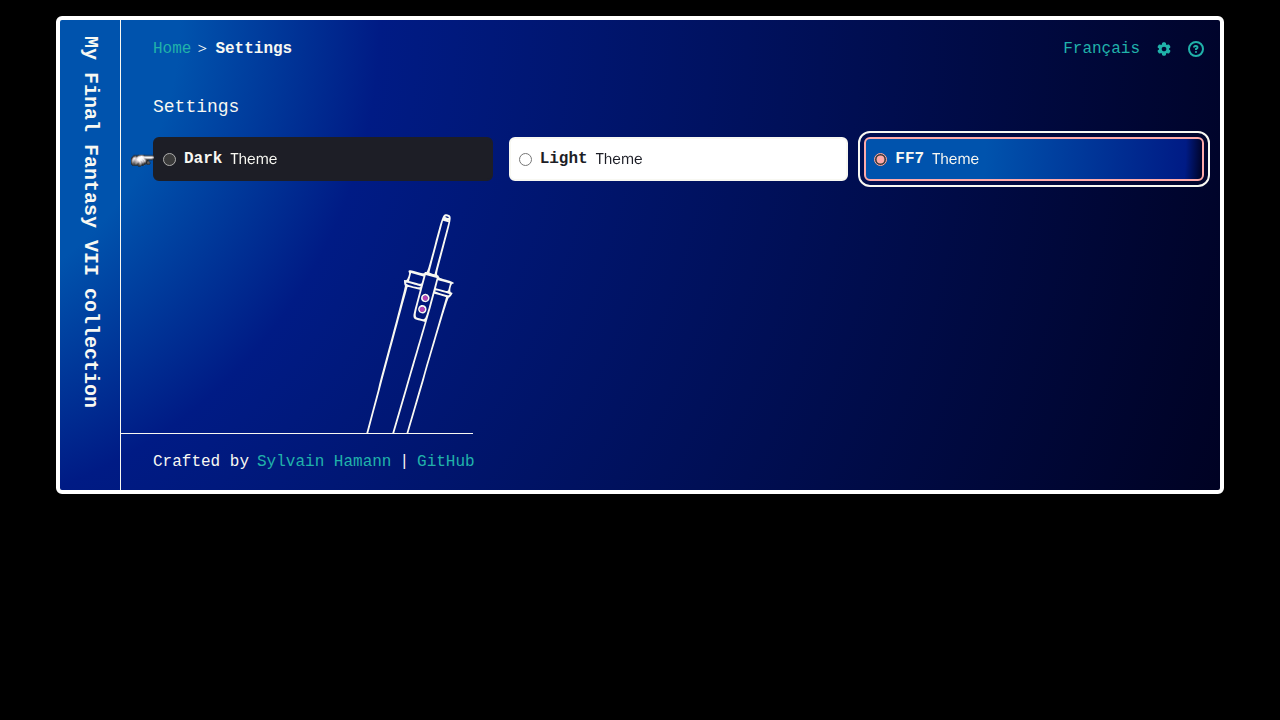 My Final Fantasy VII collection
Home > Settings
Français
Settings
Dark Theme
Light Theme
FF7 Theme
Crafted by Sylvain Hamann | GitHub